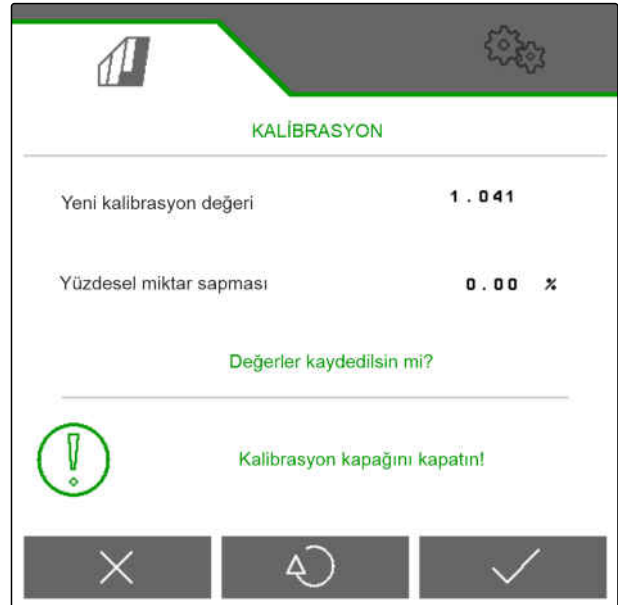 KALİBRASYON
Yeni kalibrasyon değeri 1.041
Yüzdesel miktar sapması 0.00 %
Değerler kaydedilsin mi?
Kalibrasyon kapağını kapatın!